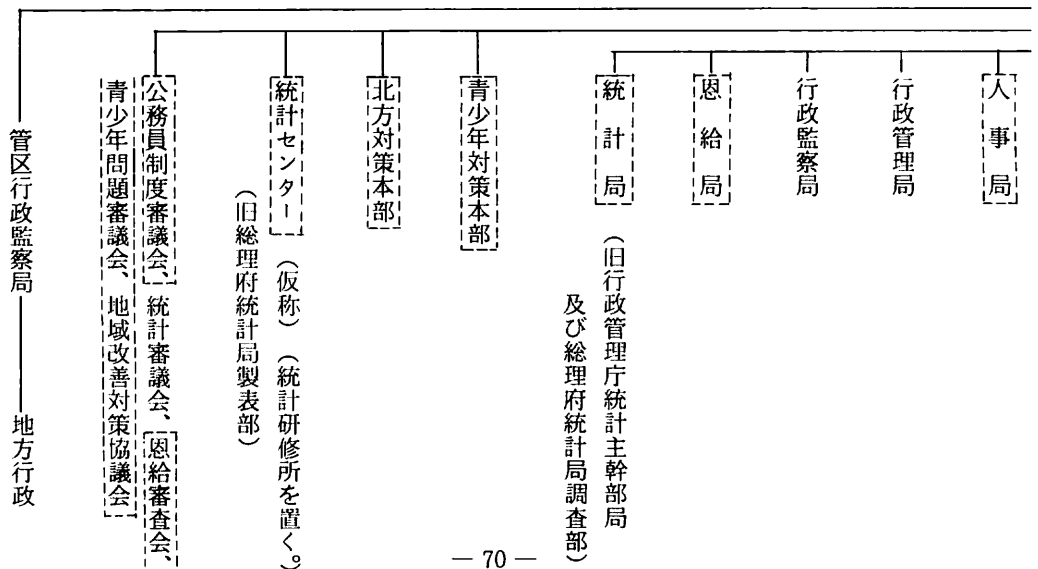 人事局
行政管理局
行政監察局
恩給局
統計局
（旧行政管理庁統計主幹部局
及び総理府統計局調査部）
青少年対策本部
北方対策本部
統計センター（仮称）（統計研修所を置く。）
（旧総理府統計局製表部）
公務員制度審議会、統計審議会、恩給審査会、
青少年問題審議会、地域改善対策協議会
管区行政監察局 地方行政
— 70 —